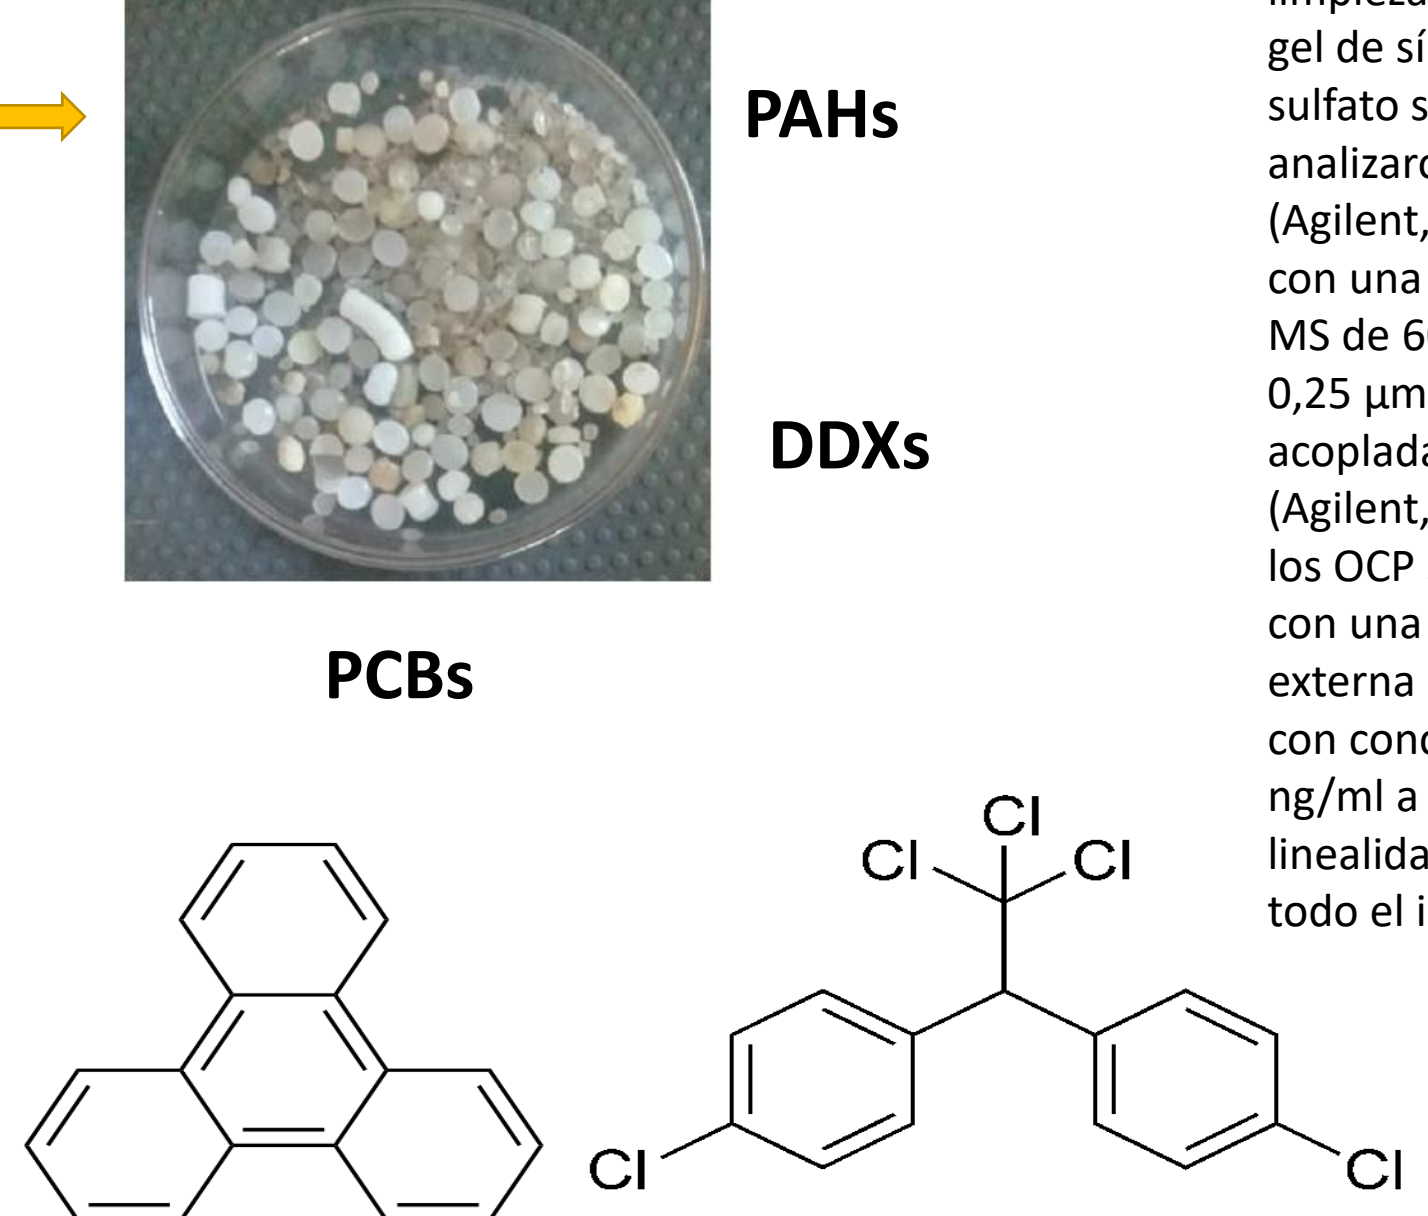 PAHs
DDXs
PCBs
Cl
Cl
Cl
Cl
Cl
limpieza
gel de sí
sulfato s
analizaro
(Agilent,
con una
MS de 6
0,25 µm
acoplada
(Agilent,
los OCP
con una
externa
con conc
ng/ml a
linealida
todo el i